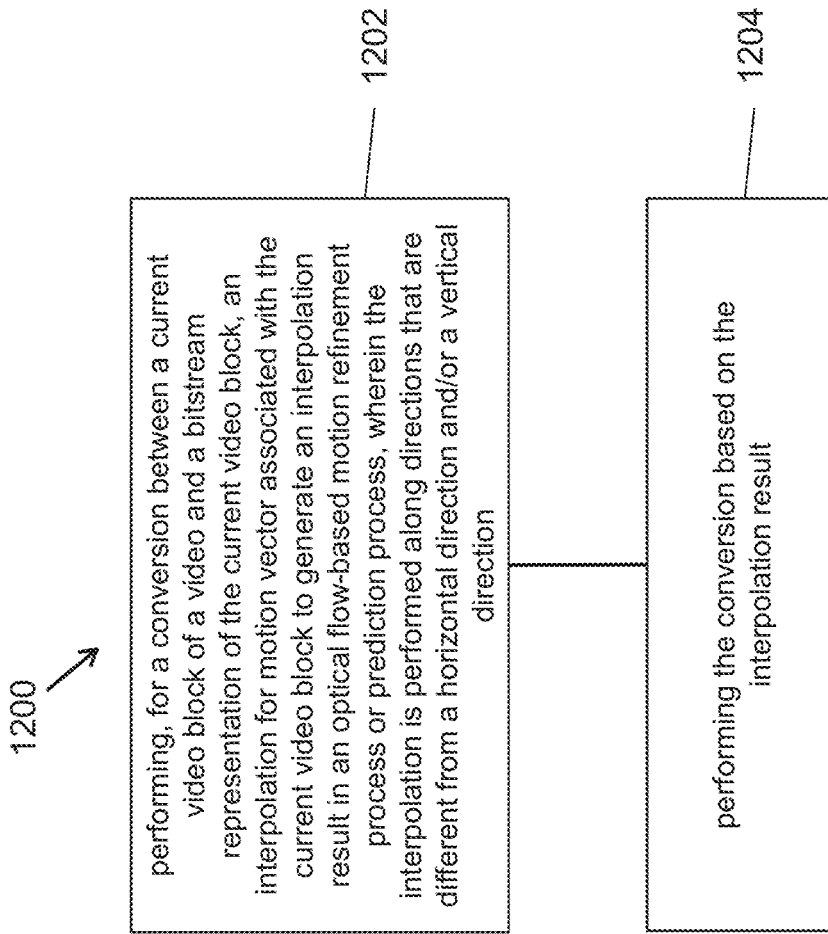 1200
performing, for a conversion between a current
video block of a video and a bitstream
representation of the current video block, an
interpolation for motion vector associated with the
current video block to generate an interpolation
result in an optical flow-based motion refinement
process or prediction process, wherein the
interpolation is performed along directions that are
different from a horizontal direction and/or a vertical
direction
1202
performing the conversion based on the
interpolation result
1204